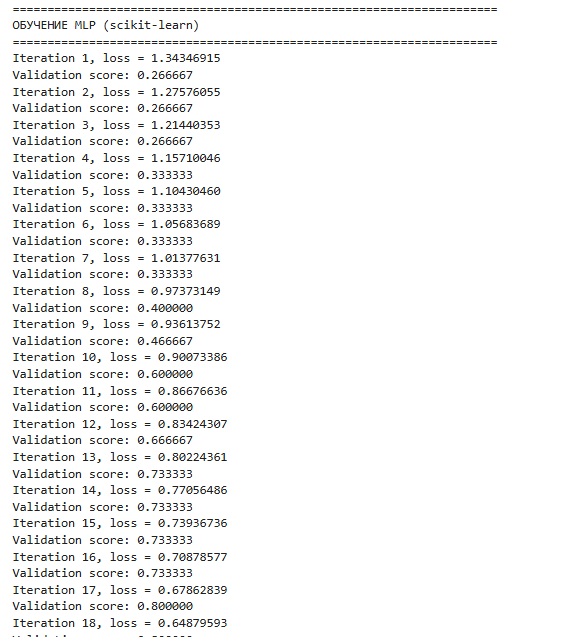 ======================================================================
ОБУЧЕНИЕ MLP (scikit-learn)
======================================================================
Iteration 1, loss = 1.34346915
Validation score: 0.266667
Iteration 2, loss = 1.27576055
Validation score: 0.266667
Iteration 3, loss = 1.21440353
Validation score: 0.266667
Iteration 4, loss = 1.15710046
Validation score: 0.333333
Iteration 5, loss = 1.10430460
Validation score: 0.333333
Iteration 6, loss = 1.05683689
Validation score: 0.333333
Iteration 7, loss = 1.01377631
Validation score: 0.333333
Iteration 8, loss = 0.97373149
Validation score: 0.400000
Iteration 9, loss = 0.93613752
Validation score: 0.466667
Iteration 10, loss = 0.90073386
Validation score: 0.600000
Iteration 11, loss = 0.86676636
Validation score: 0.600000
Iteration 12, loss = 0.83424307
Validation score: 0.666667
Iteration 13, loss = 0.80224361
Validation score: 0.733333
Iteration 14, loss = 0.77056486
Validation score: 0.733333
Iteration 15, loss = 0.73936736
Validation score: 0.733333
Iteration 16, loss = 0.70878577
Validation score: 0.733333
Iteration 17, loss = 0.67862839
Validation score: 0.800000
Iteration 18, loss = 0.64879593